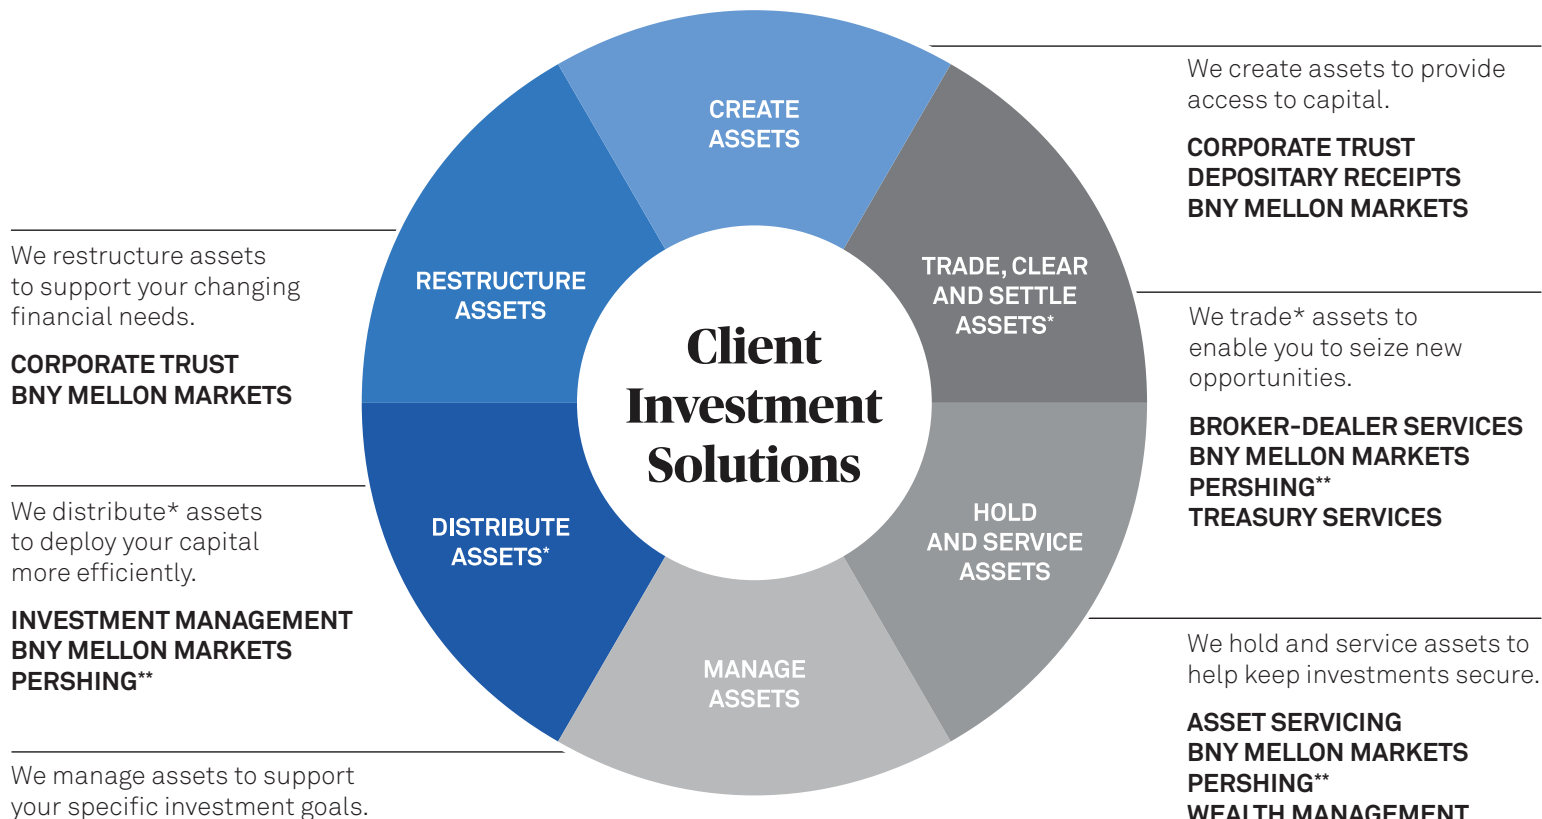 CREATE
ASSETS
TRADE, CLEAR
AND SETTLE
ASSETS*
HOLD
AND SERVICE
ASSETS
MANAGE
ASSETS
DISTRIBUTE
ASSETS*
RESTRUCTURE
ASSETS
Client
Investment
Solutions
We create assets to provide
access to capital.
CORPORATE TRUST
DEPOSITARY RECEIPTS
BNY MELLON MARKETS
We trade* assets to
enable you to seize new
opportunities.
BROKER-DEALER SERVICES
BNY MELLON MARKETS
PERSHING**
TREASURY SERVICES
We hold and service assets to
help keep investments secure.
ASSET SERVICING
BNY MELLON MARKETS
PERSHING**
WEALTH MANAGEMENT
We restructure assets
to support your changing
financial needs.
CORPORATE TRUST
BNY MELLON MARKETS
We distribute* assets
to deploy your capital
more efficiently.
INVESTMENT MANAGEMENT
BNY MELLON MARKETS
PERSHING**
We manage assets to support
your specific investment goals.